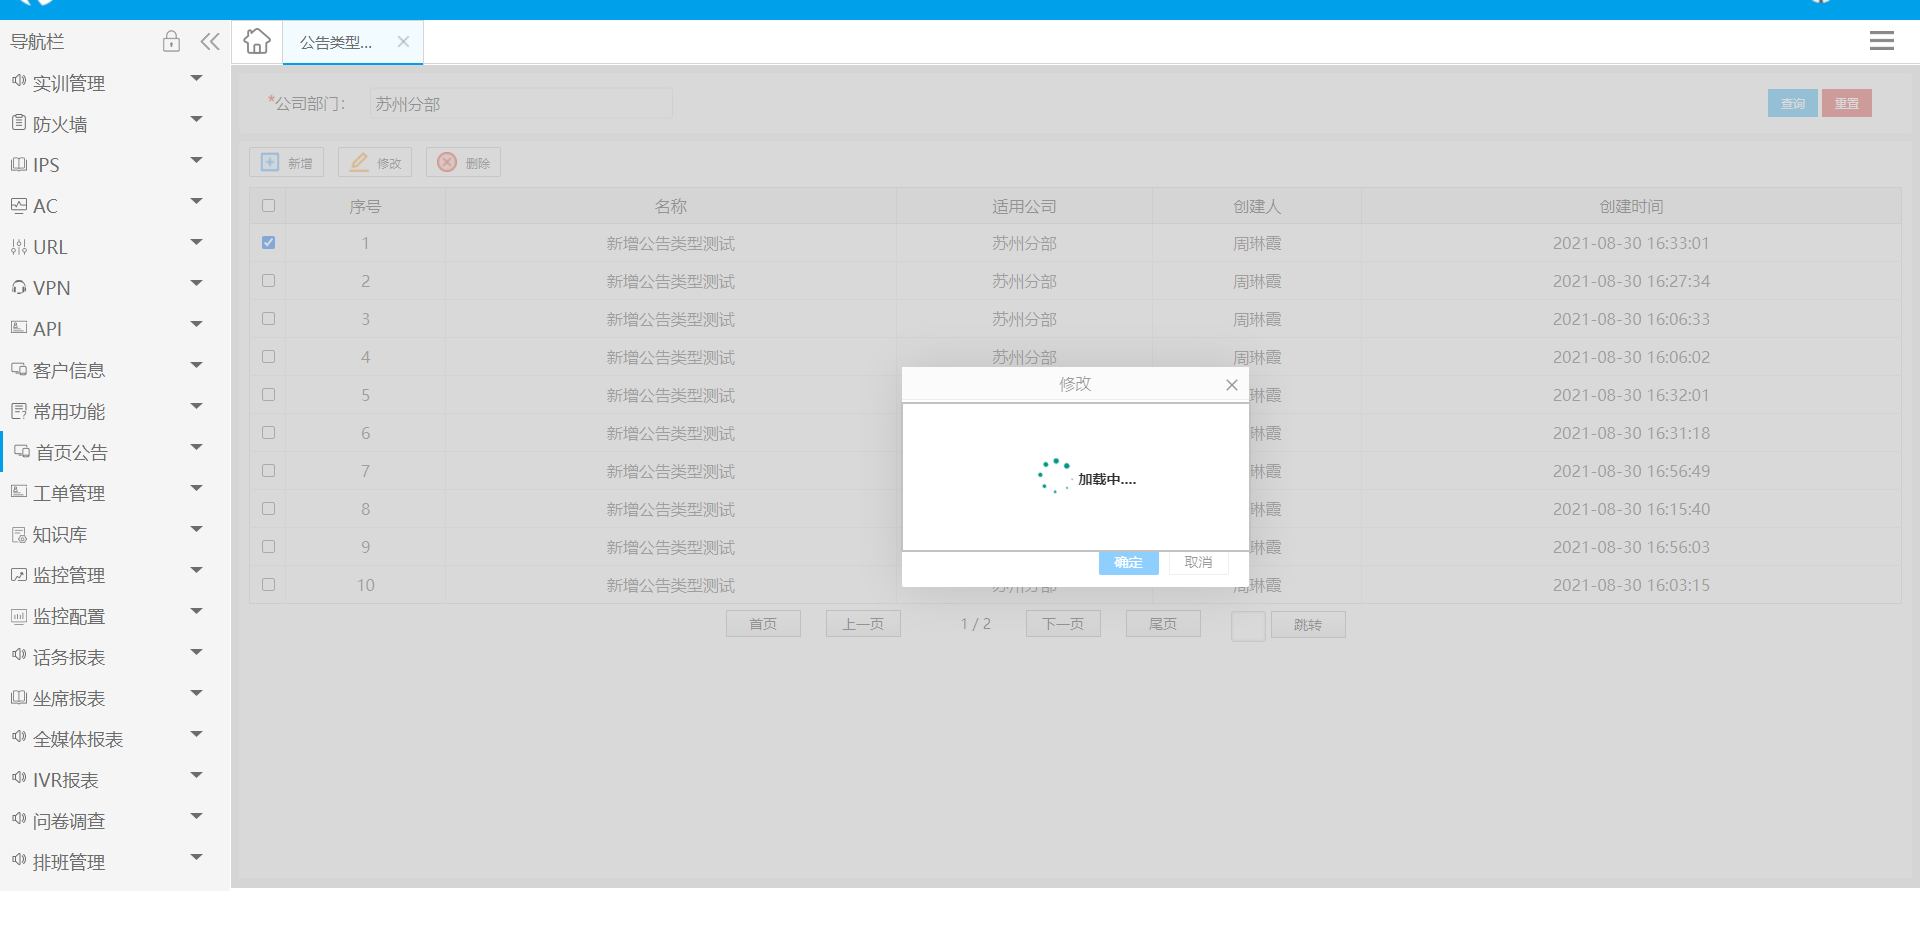 导航栏
公告类型...
实训管理
防火墙
IPS
AC
URL
VPN
API
客户信息
常用功能
首页公告
工单管理
知识库
监控管理
监控配置
话务报表
坐席报表
全媒体报表
IVR报表
问卷调查
排班管理
*公司部门： 苏州分部 查询 重置
新增 修改 删除
序号 名称 适用公司 创建人 创建时间
1 新增公告类型测试 苏州分部 周琳霞 2021-08-30 16:33:01
2 新增公告类型测试 苏州分部 周琳霞 2021-08-30 16:27:34
3 新增公告类型测试 苏州分部 周琳霞 2021-08-30 16:06:33
4 新增公告类型测试 苏州分部 周琳霞 2021-08-30 16:06:02
5 新增公告类型测试 琳霞 2021-08-30 16:32:01
6 新增公告类型测试 琳霞 2021-08-30 16:31:18
7 新增公告类型测试 琳霞 2021-08-30 16:56:49
8 新增公告类型测试 琳霞 2021-08-30 16:15:40
9 新增公告类型测试 琳霞 2021-08-30 16:56:03
10 新增公告类型测试 苏州分部 周琳霞 2021-08-30 16:03:15
修改
加载中....
确定 取消
首页 上一页 1 / 2 下一页 尾页 跳转